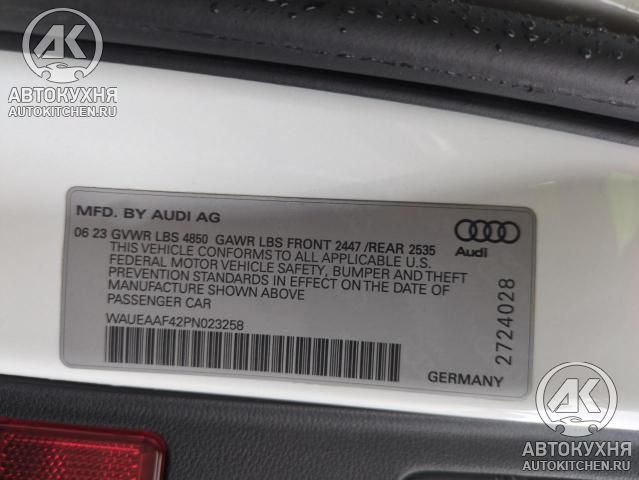 АК
АВТОКУХНЯ
AUTOKITCHEN.RU
MFD. BY AUDI AG
06 23 GVWR LBS 4850 GAWR LBS FRONT 2447 /REAR 2535
THIS VEHICLE CONFORMS TO ALL APPLICABLE U.S.
FEDERAL MOTOR VEHICLE SAFETY, BUMPER AND THEFT
PREVENTION STANDARDS IN EFFECT ON THE DATE OF
MANUFACTURE SHOWN ABOVE
PASSENGER CAR
WAUEAAF42PN023258
Audi
2724028
GERMANY
АК
АВТОКУХНЯ
AUTOKITCHEN.RU